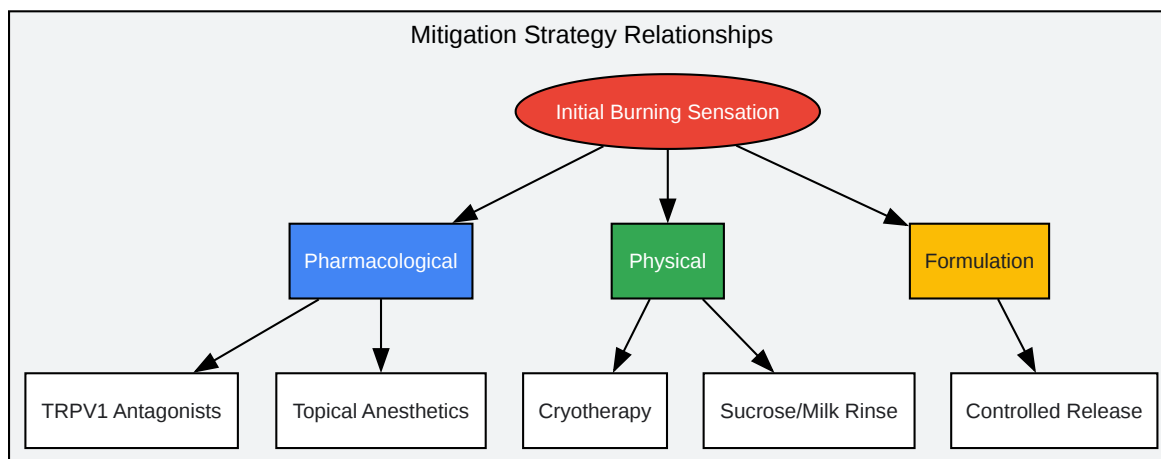 Mitigation Strategy Relationships
Initial Burning Sensation
Pharmacological
Physical
Formulation
TRPV1 Antagonists
Topical Anesthetics
Cryotherapy
Sucrose/Milk Rinse
Controlled Release